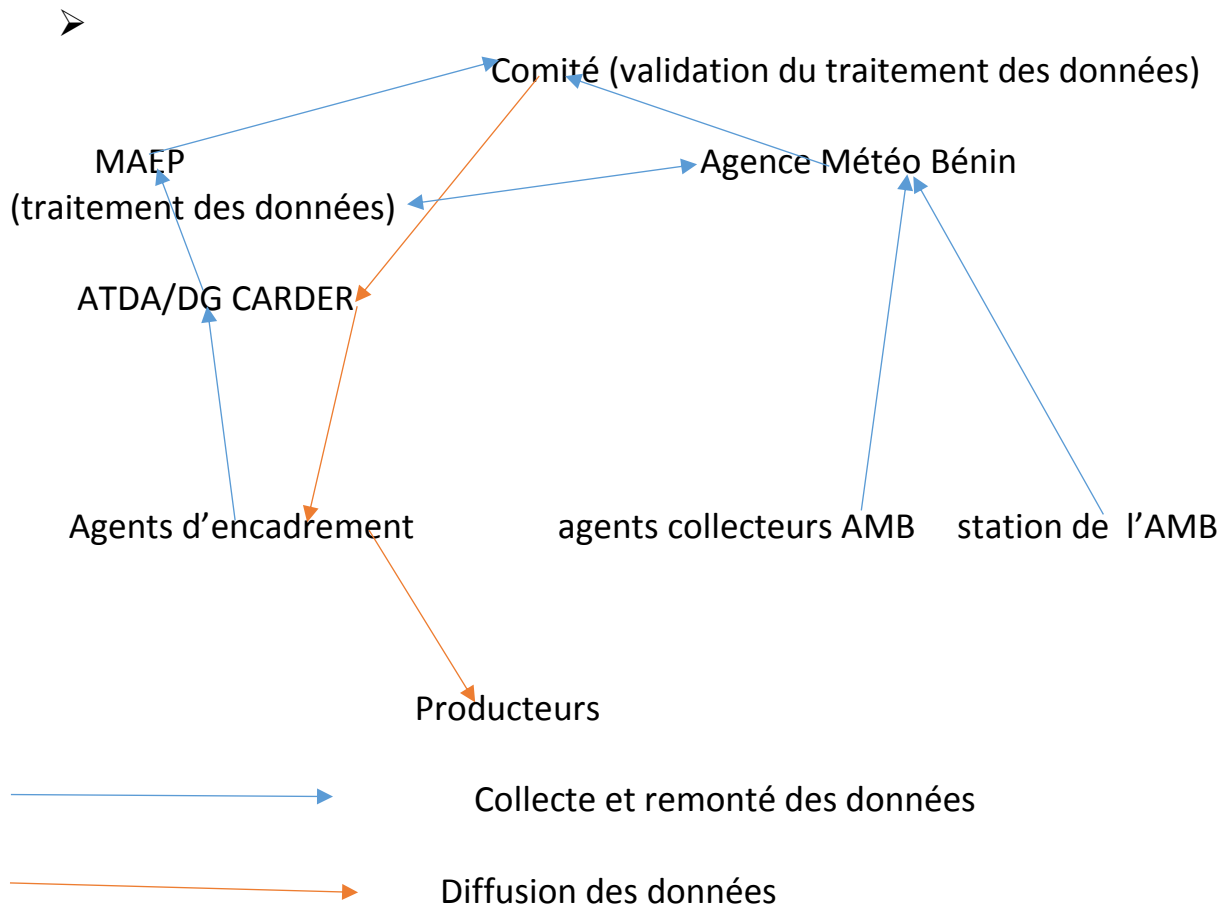 Comité (validation du traitement des données)
MAEP
Agence Météo Bénin
(traitement des données)
ATDA/DG CARDER
Agents d’encadrement
agents collecteurs AMB
station de l’AMB
Producteurs
Collecte et remonté des données
Diffusion des données